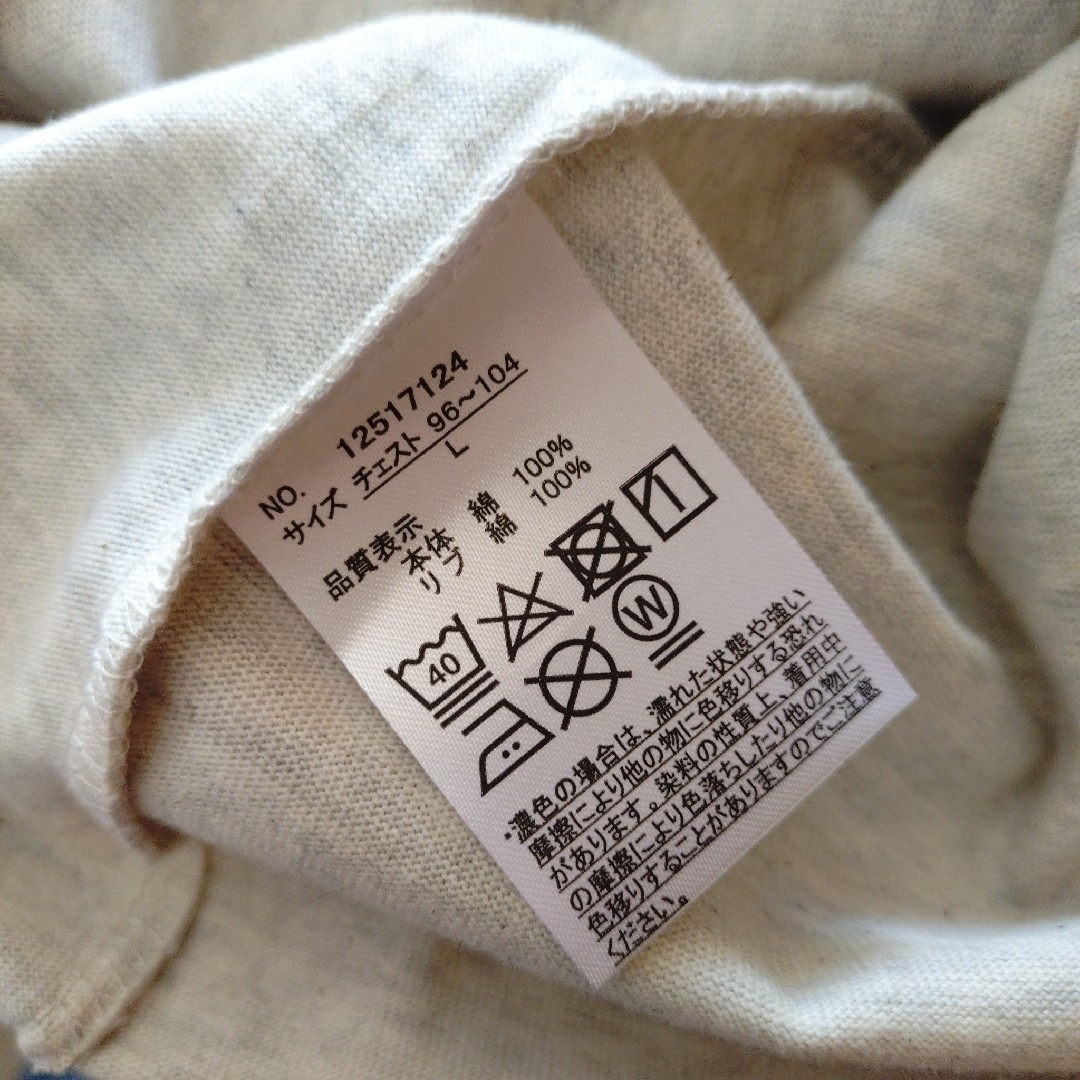 NO. 12517124
サイズ チェスト 96～104
L
品質表示
本体 綿 100%
リブ 綿 100%
40
W
・濃色の場合は、濡れた状態や強い
摩擦により他の物に色移りする恐れ
があります。染料の性質上、着用中
の摩擦により色落ちしたり他の物に
色移りすることがありますのでご注意
ください。